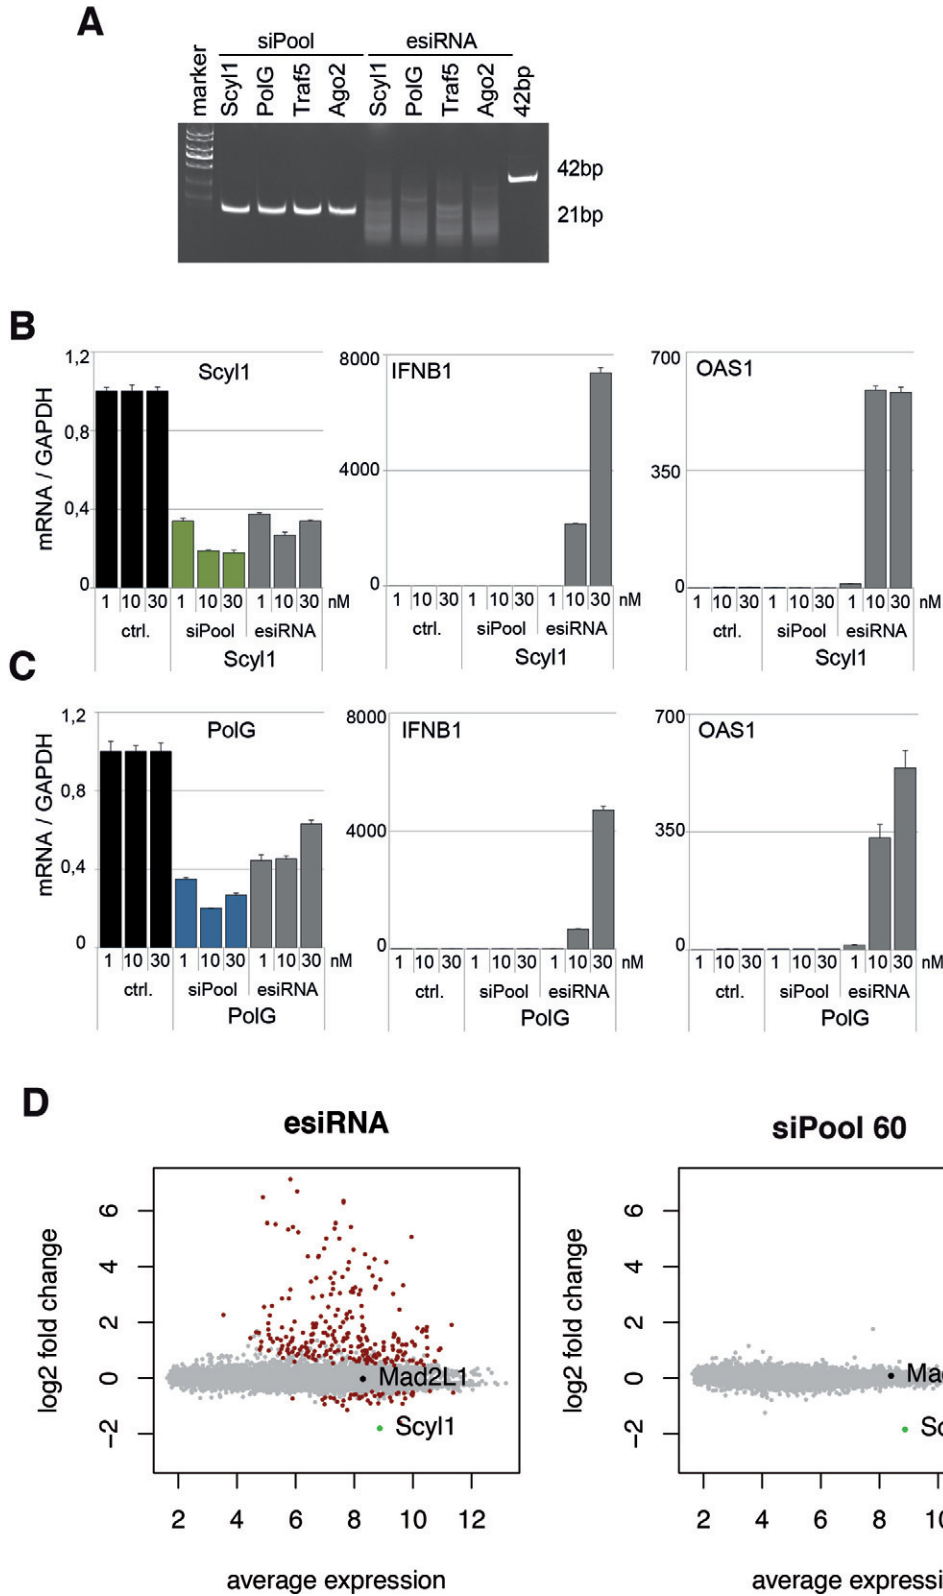 A
siPool esiRNA
marker Scyl1 PolG Traf5 Ago2 Scyl1 PolG Traf5 Ago2 42bp
42bp
21bp
B
mRNA / GAPDH
1,2
0,8
0,4
0
Scyl1
1 10 30 1 10 30 1 10 30 nM
ctrl. siPool esiRNA
Scyl1
8000
4000
0
IFNB1
1 10 30 1 10 30 1 10 30 nM
ctrl. siPool esiRNA
Scyl1
700
350
0
OAS1
1 10 30 1 10 30 1 10 30 nM
ctrl. siPool esiRNA
Scyl1
C
mRNA / GAPDH
1,2
0,8
0,4
0
PolG
1 10 30 1 10 30 1 10 30 nM
ctrl. siPool esiRNA
PolG
8000
4000
0
IFNB1
1 10 30 1 10 30 1 10 30 nM
ctrl. siPool esiRNA
PolG
700
350
0
OAS1
1 10 30 1 10 30 1 10 30 nM
ctrl. siPool esiRNA
PolG
D
esiRNA
log2 fold change
6
4
2
0
−2
Mad2L1
Scyl1
2 4 6 8 10 12
average expression
siPool 60
log2 fold change
6
4
2
0
−2
Mad
Sc
2 4 6 8 10
average expressi